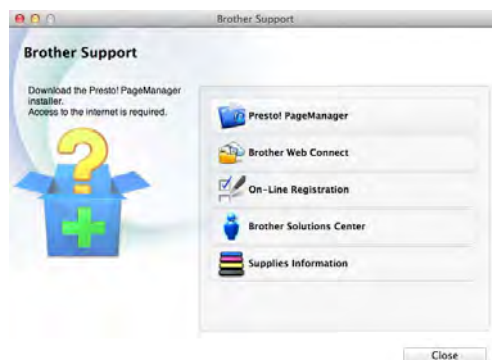 Brother Support
Brother Support
Download the Presto! PageManager
installer.
Access to the internet is required.
Presto! PageManager
Brother Web Connect
On-Line Registration
Brother Solutions Center
Supplies Information
Close